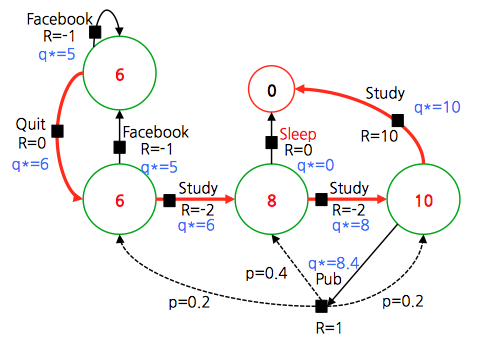 Facebook
R=-1
q*=5
6
0
Study
q*=10
R=10
Quit
R=0
q*=6
Facebook
R=-1
q*=5
Sleep
R=0
q*=0
6
Study
R=-2
q*=6
8
Study
R=-2
q*=8
10
p=0.4
q*=8.4
Pub
p=0.2
p=0.2
R=1